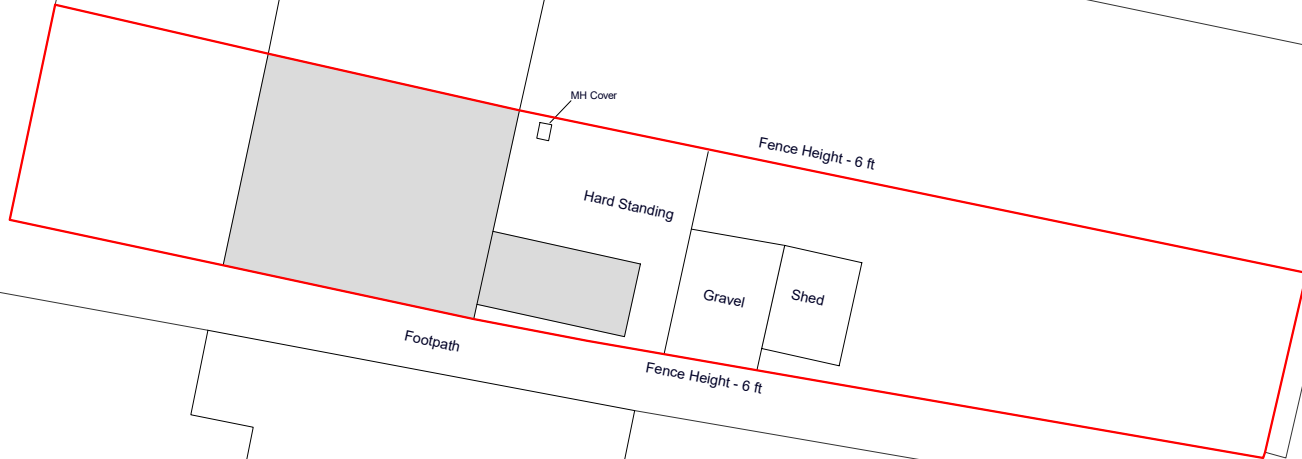 MH Cover
Fence Height - 6 ft
Hard Standing
Gravel
Shed
Footpath
Fence Height - 6 ft